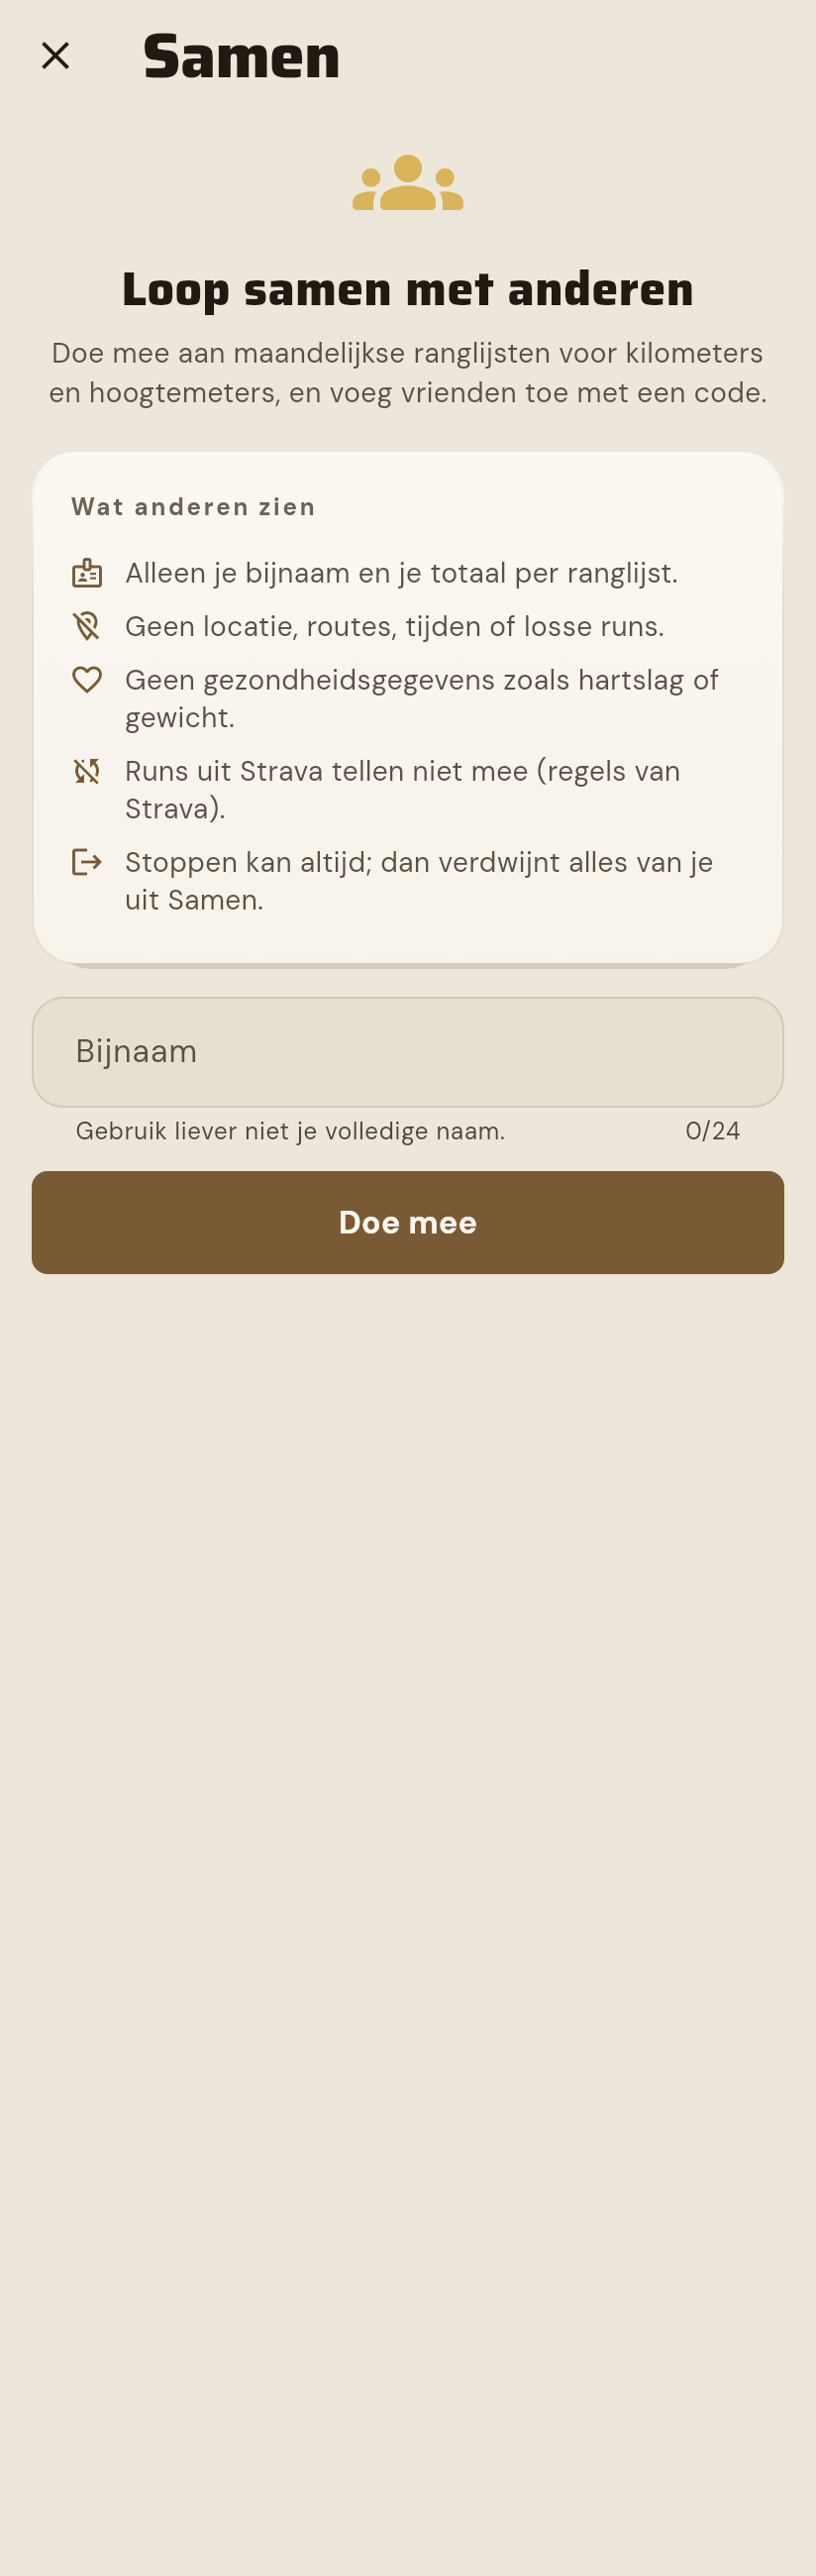 Samen
Loop samen met anderen
Doe mee aan maandelijkse ranglijsten voor kilometers
en hoogtemeters, en voeg vrienden toe met een code.
Wat anderen zien
Alleen je bijnaam en je totaal per ranglijst.
Geen locatie, routes, tijden of losse runs.
Geen gezondheidsgegevens zoals hartslag of
gewicht.
Runs uit Strava tellen niet mee (regels van
Strava).
Stoppen kan altijd; dan verdwijnt alles van je
uit Samen.
Bijnaam
Gebruik liever niet je volledige naam. 0/24
Doe mee